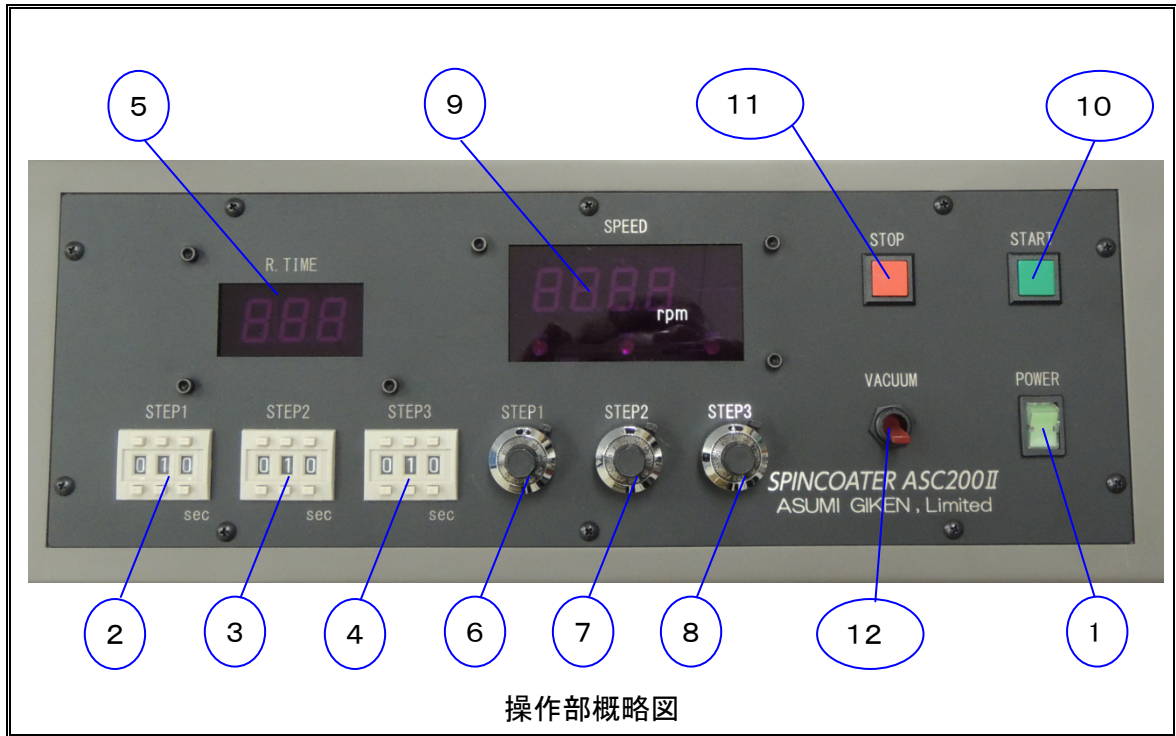 ５ ９ １１ １０
SPEED
STOP START
R.TIME
rpm
VACUUM POWER
STEP1 STEP2 STEP3 STEP1 STEP2 STEP3
010 010 010
SPINCOATER ASC200Ⅱ
ASUMI GIKEN, Limited
sec sec sec
２ ３ ４ ６ ７ ８ １２ １
操作部概略図